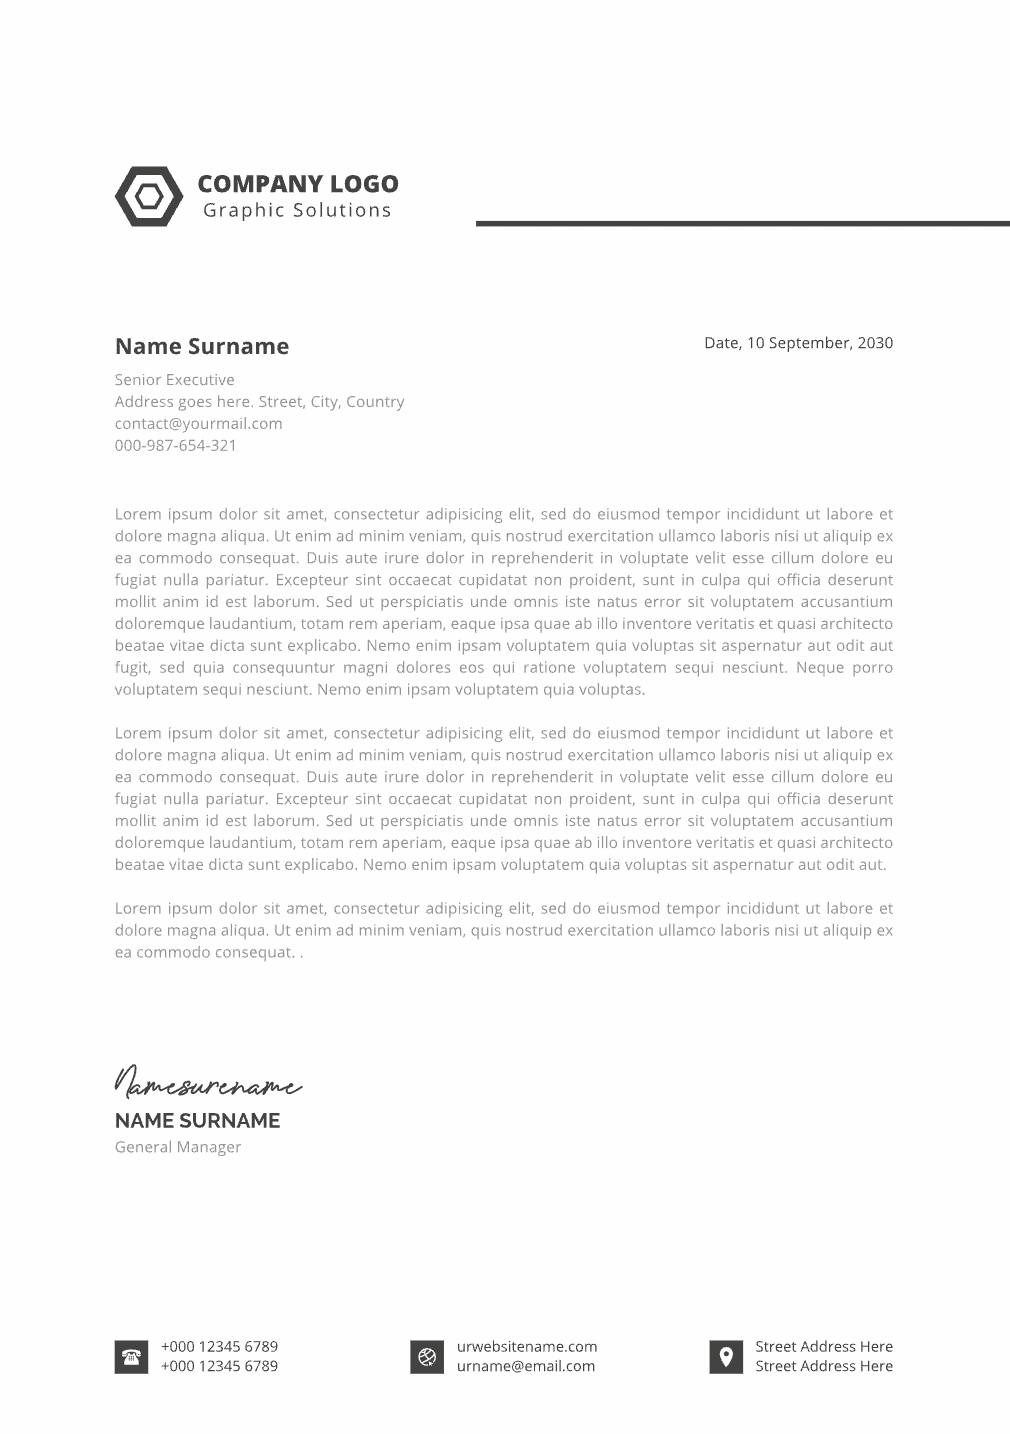 COMPANY LOGO
Graphic Solutions
Name Surname
Date, 10 September, 2030
Senior Executive
Address goes here. Street, City, Country
contact@yourmail.com
000-987-654-321
Lorem ipsum dolor sit amet, consectetur adipisicing elit, sed do eiusmod tempor incididunt ut labore et
dolore magna aliqua. Ut enim ad minim veniam, quis nostrud exercitation ullamco laboris nisi ut aliquip ex
ea commodo consequat. Duis aute irure dolor in reprehenderit in voluptate velit esse cillum dolore eu
fugiat nulla pariatur. Excepteur sint occaecat cupidatat non proident, sunt in culpa qui officia deserunt
mollit anim id est laborum. Sed ut perspiciatis unde omnis iste natus error sit voluptatem accusantium
doloremque laudantium, totam rem aperiam, eaque ipsa quae ab illo inventore veritatis et quasi architecto
beatae vitae dicta sunt explicabo. Nemo enim ipsam voluptatem quia voluptas sit aspernatur aut odit aut
fugit, sed quia consequuntur magni dolores eos qui ratione voluptatem sequi nesciunt. Neque porro
voluptatem sequi nesciunt. Nemo enim ipsam voluptatem quia voluptas.
Lorem ipsum dolor sit amet, consectetur adipisicing elit, sed do eiusmod tempor incididunt ut labore et
dolore magna aliqua. Ut enim ad minim veniam, quis nostrud exercitation ullamco laboris nisi ut aliquip ex
ea commodo consequat. Duis aute irure dolor in reprehenderit in voluptate velit esse cillum dolore eu
fugiat nulla pariatur. Excepteur sint occaecat cupidatat non proident, sunt in culpa qui officia deserunt
mollit anim id est laborum. Sed ut perspiciatis unde omnis iste natus error sit voluptatem accusantium
doloremque laudantium, totam rem aperiam, eaque ipsa quae ab illo inventore veritatis et quasi architecto
beatae vitae dicta sunt explicabo. Nemo enim ipsam voluptatem quia voluptas sit aspernatur aut odit aut.
Lorem ipsum dolor sit amet, consectetur adipisicing elit, sed do eiusmod tempor incididunt ut labore et
dolore magna aliqua. Ut enim ad minim veniam, quis nostrud exercitation ullamco laboris nisi ut aliquip ex
ea commodo consequat. .
Namesurename
NAME SURNAME
General Manager
+000 12345 6789
+000 12345 6789
urwebsitename.com
urname@email.com
Street Address Here
Street Address Here